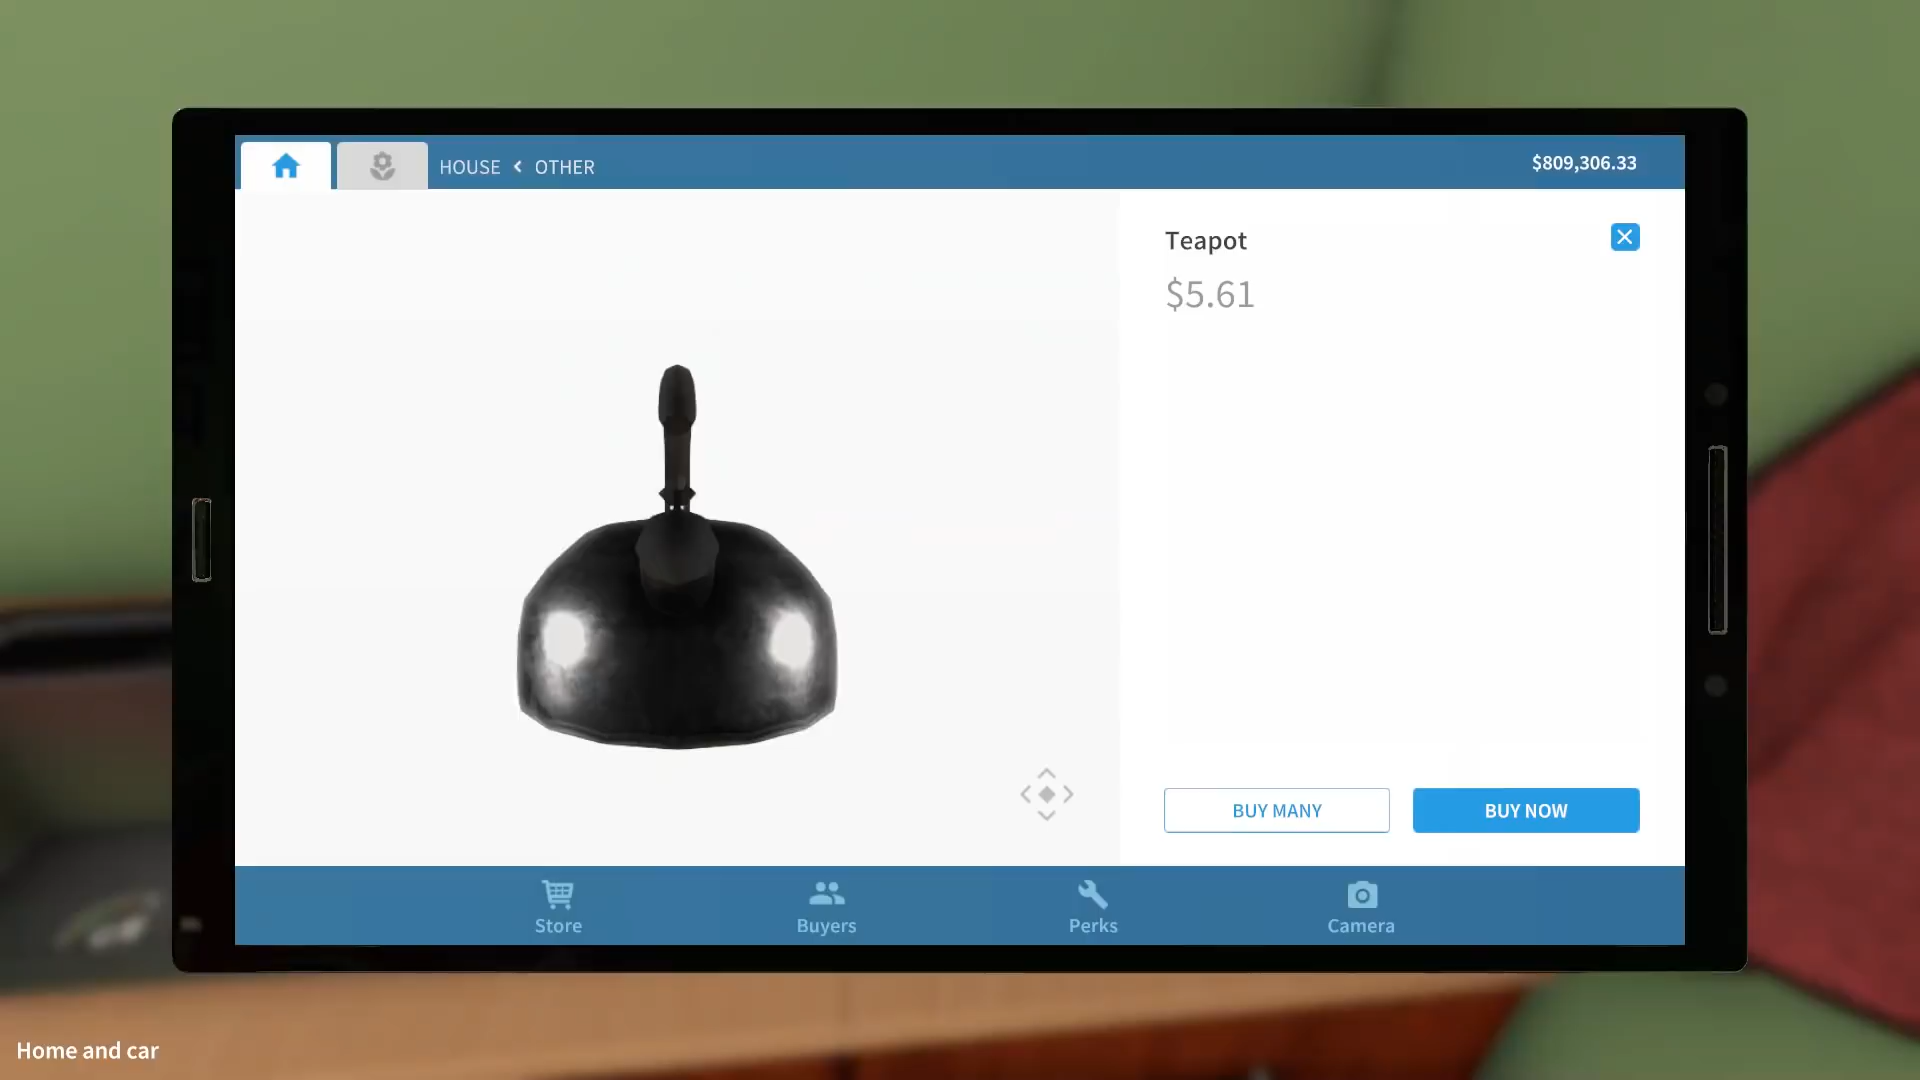 HOUSE < OTHER
$809,306.33
Teapot
$5.61
BUY MANY
BUY NOW
Store
Buyers
Perks
Camera
Home and car